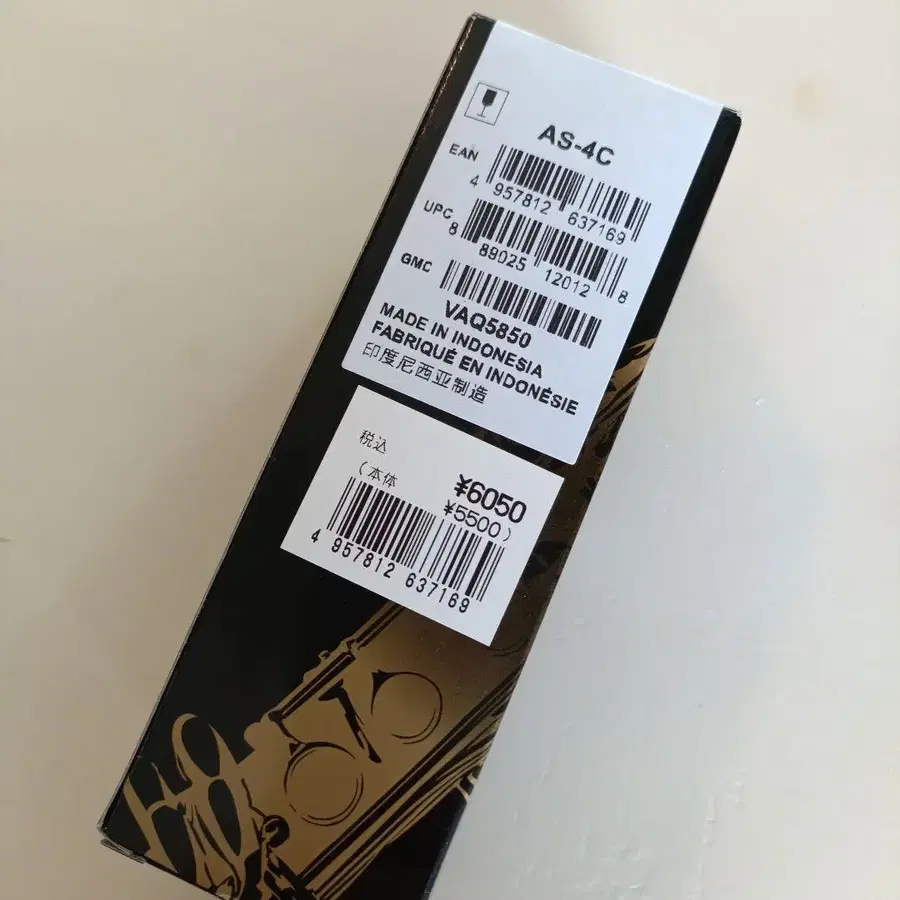 AS-4C
EAN
4 957812 637169
UPC
8 89025 12012 8
GMC
VAQ5850
MADE IN INDONESIA
FABRIQUÉ EN INDONÉSIE
印度尼西亚制造
税込 ¥6050
(本体 ¥5500)
4 957812 637169